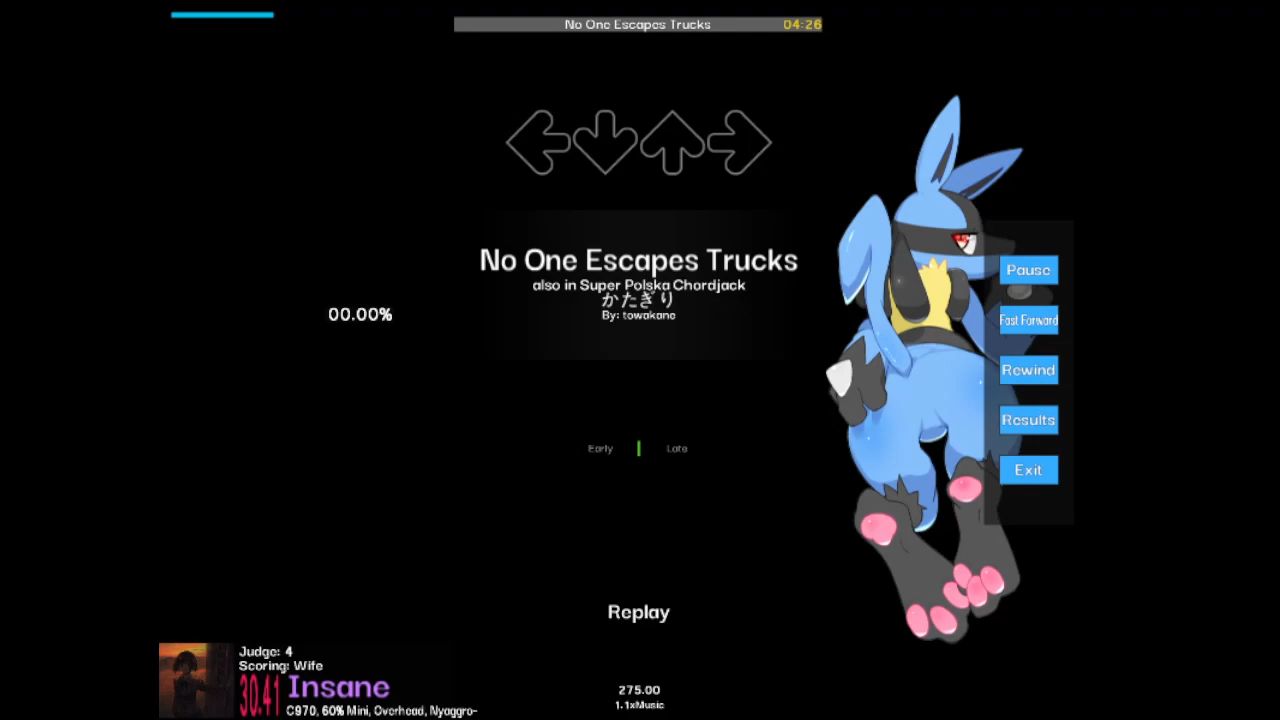 No One Escapes Trucks 04:26
No One Escapes Trucks
also in Super Polska Chordjack
かたぎり
By: towakane
00.00%
Pause
Fast Forward
Rewind
Results
Exit
Early Late
Replay
Judge: 4
Scoring: Wife
30.41 Insane
C970, 60% Mini, Overhead, Nyaggro-
275.00
1.1xMusic